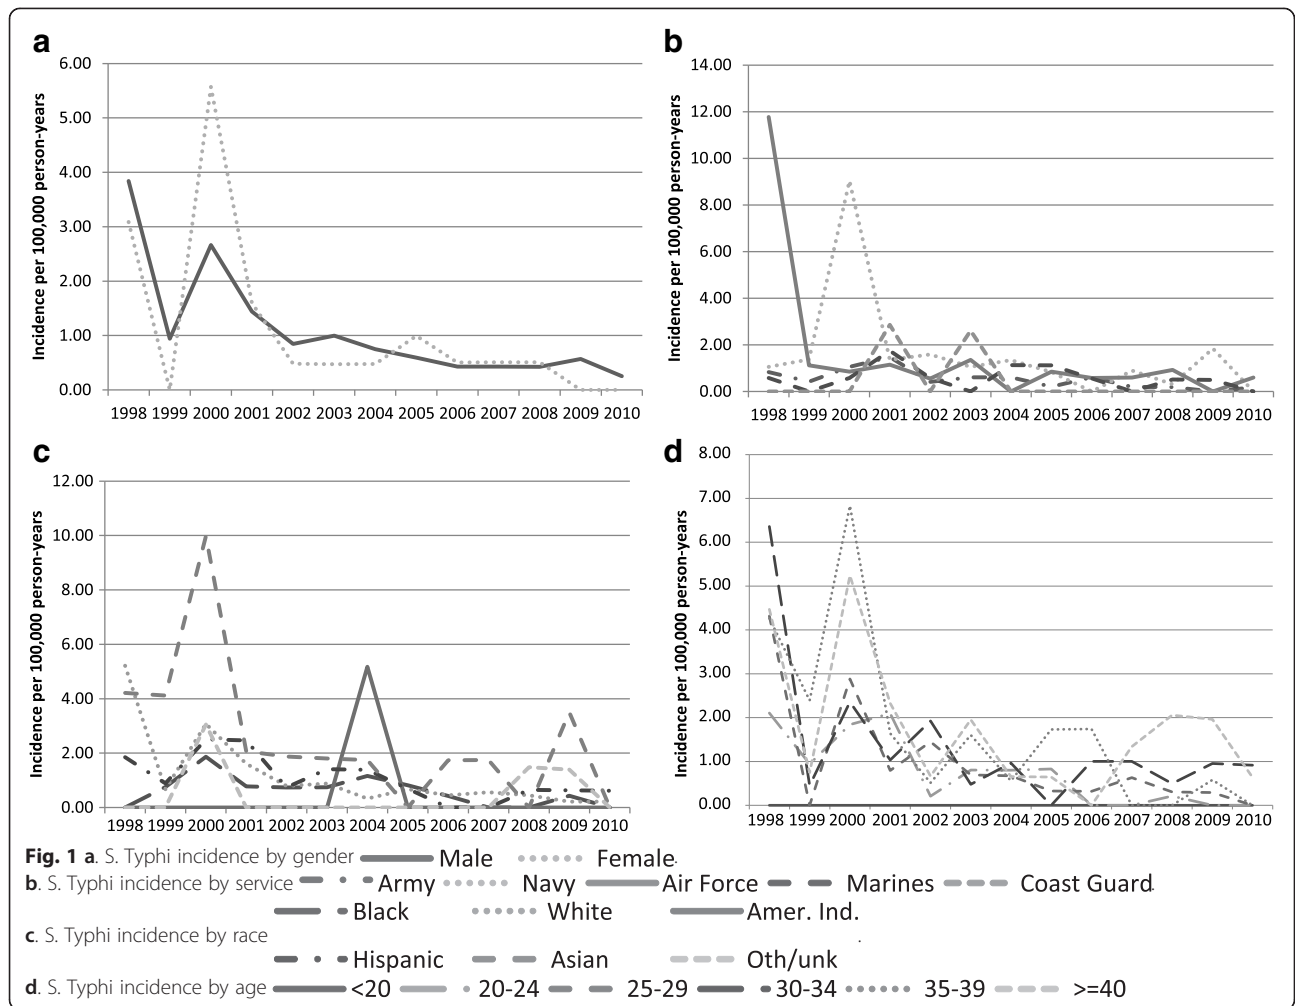 a
b
6.00
5.00
4.00
3.00
2.00
1.00
0.00
Incidence per 100,000 person-years
1998 1999 2000 2001 2002 2003 2004 2005 2006 2007 2008 2009 2010
14.00
12.00
10.00
8.00
6.00
4.00
2.00
0.00
Incidence per 100,000 person-years
1998 1999 2000 2001 2002 2003 2004 2005 2006 2007 2008 2009 2010
c
d
12.00
10.00
8.00
6.00
4.00
2.00
0.00
Incidence per 100,000 person-years
1998 1999 2000 2001 2002 2003 2004 2005 2006 2007 2008 2009 2010
8.00
7.00
6.00
5.00
4.00
3.00
2.00
1.00
0.00
Incidence per 100,000 person-years
1998 1999 2000 2001 2002 2003 2004 2005 2006 2007 2008 2009 2010
Fig. 1 a. S. Typhi incidence by gender Male Female.
b. S. Typhi incidence by service Army Navy Air Force Marines Coast Guard.
Black White Amer. Ind.
c. S. Typhi incidence by race
Hispanic Asian Oth/unk
d. S. Typhi incidence by age <20 20-24 25-29 30-34 35-39 >=40